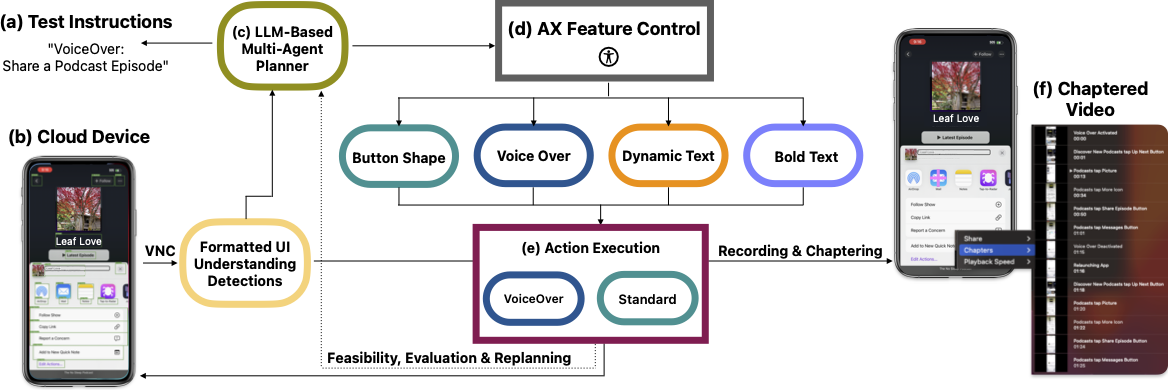 (a) Test Instructions
"VoiceOver:
Share a Podcast Episode"
(c) LLM-Based
Multi-Agent
Planner
(d) AX Feature Control
(b) Cloud Device
Leaf Love
Latest Episode
Follow Show
Copy Link
Report a Concern
Add to New Quick Note
Edit Actions...
VNC
Formatted UI
Understanding
Detections
Button Shape
Voice Over
Dynamic Text
Bold Text
(e) Action Execution
VoiceOver
Standard
Feasibility, Evaluation & Replanning
Recording & Chaptering
+ Follow
Leaf Love
Latest Episode
Follow Show
Copy Link
Report a Concern
Add to New Quick Note
Edit Actions...
Share
Chapters
Playback Speed
(f) Chaptered
Video
Voice Over Activated
00:00
Discover New Podcasts tap Up Next Button
00:01
Podcasts tap Picture
00:13
Podcasts tap More Icon
00:34
Podcasts tap Share Episode Button
00:50
Podcasts tap Messages Button
01:01
Voice Over Deactivated
01:16
Relaunching App
01:16
Discover New Podcasts tap Up Next Button
01:18
Podcasts tap Picture
01:20
Podcasts tap More Icon
01:22
Podcasts tap Share Episode Button
01:24
Podcasts tap Messages Button
01:25